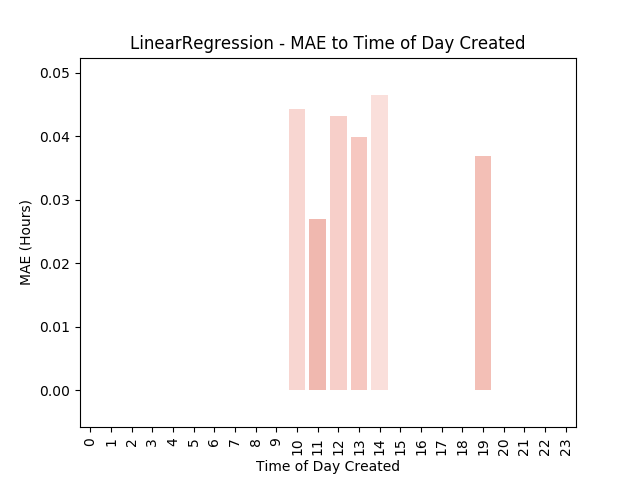 LinearRegression - MAE to Time of Day Created
0.05
0.04
0.03
0.02
0.01
0.00
MAE (Hours)
0 1 2 3 4 5 6 7 8 9 10 11 12 13 14 15 16 17 18 19 20 21 22 23
Time of Day Created